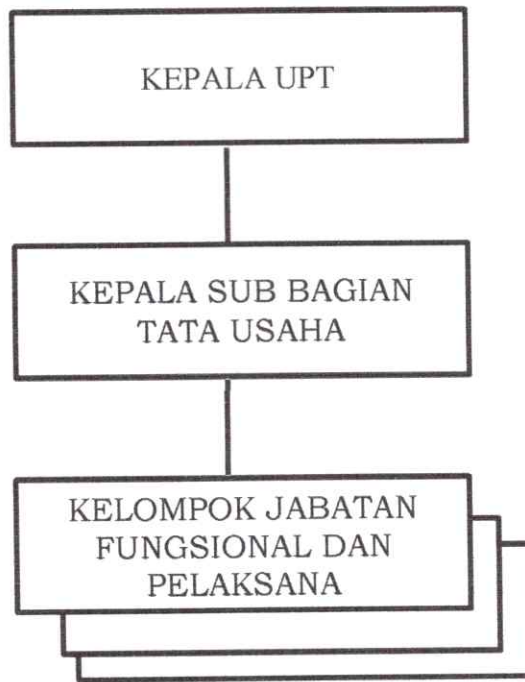 KEPALA UPT
KEPALA SUB BAGIAN
TATA USAHA
KELOMPOK JABATAN
FUNGSIONAL DAN
PELAKSANA